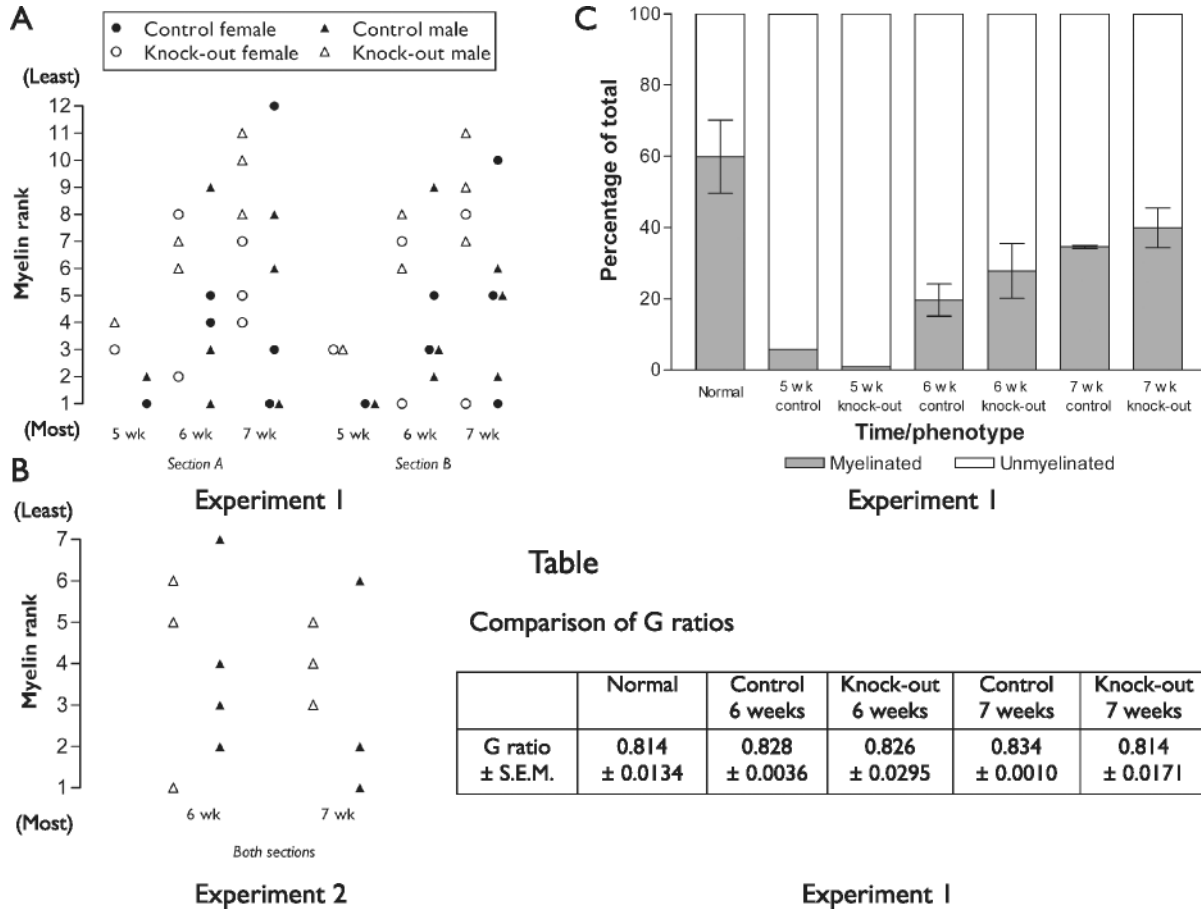 A
Control female
Control male
Knock-out female
Knock-out male
(Least)
12
11
10
9
8
7
6
5
4
3
2
1
Myelin rank
(Most)
5 wk 6 wk 7 wk 5 wk 6 wk 7 wk
Section A Section B
Experiment 1
B
(Least)
7
6
5
4
3
2
1
Myelin rank
(Most)
6 wk 7 wk
Both sections
Experiment 2
C
100
80
60
40
20
0
Percentage of total
Normal 5 wk 5 wk 6 wk 6 wk 7 wk 7 wk
control knock-out control knock-out control knock-out
Time/phenotype
Myelinated Unmyelinated
Experiment 1
Table
Comparison of G ratios
Normal Control Knock-out Control Knock-out
6 weeks 6 weeks 7 weeks 7 weeks
G ratio 0.814 0.828 0.826 0.834 0.814
± S.E.M. ± 0.0134 ± 0.0036 ± 0.0295 ± 0.0010 ± 0.0171
Experiment 1